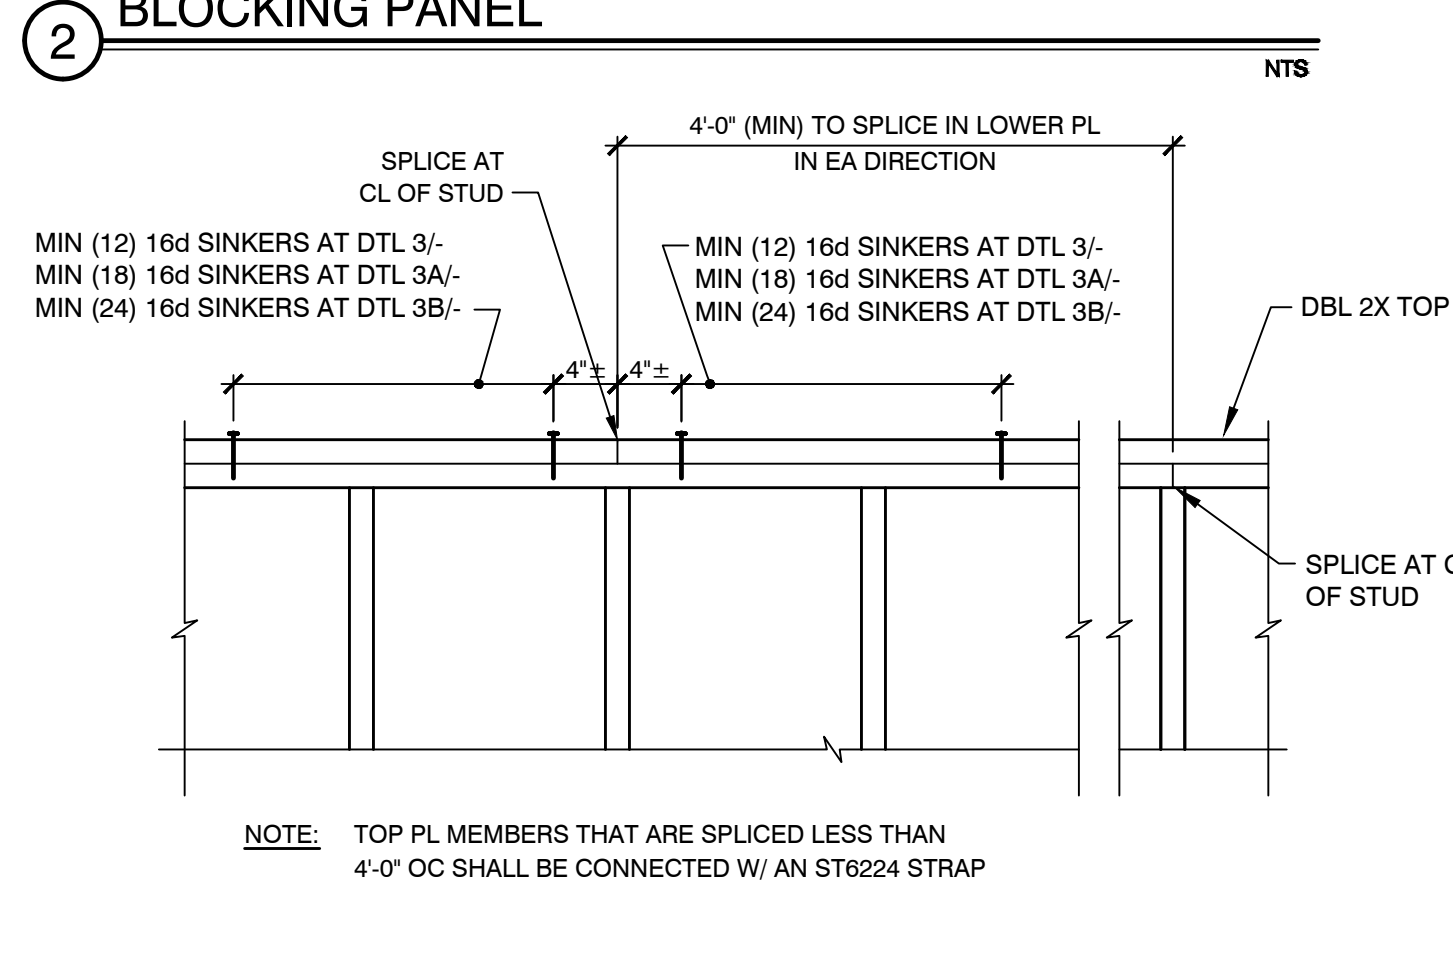 BLOCKING PANEL
2
NTS
4'-0" (MIN) TO SPLICE IN LOWER PL
IN EA DIRECTION
SPLICE AT
CL OF STUD
MIN (12) 16d SINKERS AT DTL 3/-
MIN (18) 16d SINKERS AT DTL 3A/-
MIN (24) 16d SINKERS AT DTL 3B/-
MIN (12) 16d SINKERS AT DTL 3/-
MIN (18) 16d SINKERS AT DTL 3A/-
MIN (24) 16d SINKERS AT DTL 3B/-
DBL 2X TOP
4"± 4"±
SPLICE AT
OF STUD
NOTE: TOP PL MEMBERS THAT ARE SPLICED LESS THAN
4'-0" OC SHALL BE CONNECTED W/ AN ST6224 STRAP